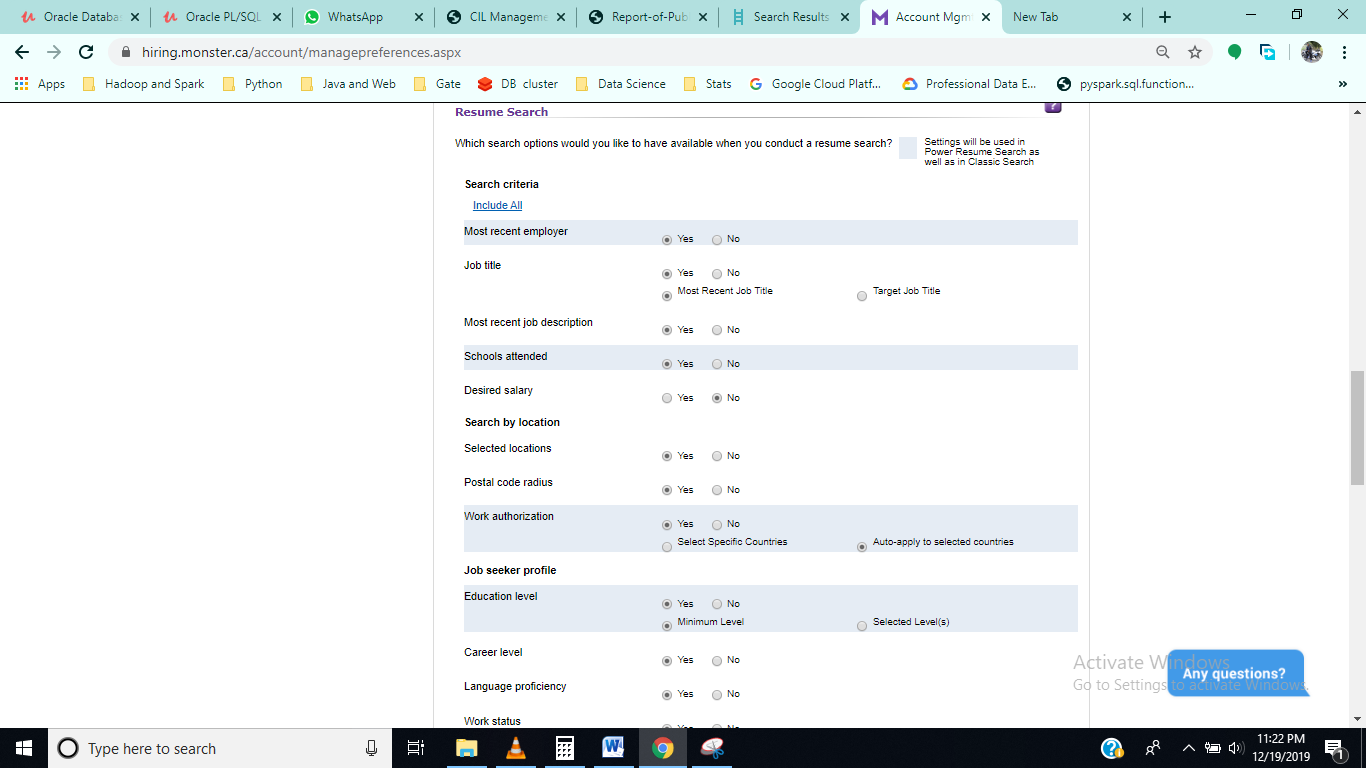 Oracle Databa
Oracle PL/SQL
WhatsApp
CIL Manageme
Report-of-Pub
Search Results
Account Mgm
New Tab
hiring.monster.ca/account/managepreferences.aspx
Apps
Hadoop and Spark
Python
Java and Web
Gate
DB cluster
Data Science
Stats
Google Cloud Platf...
Professional Data E...
pyspark.sql.function...
»
Resume Search
?
Which search options would you like to have available when you conduct a resume search?
Settings will be used in
Power Resume Search as
well as in Classic Search
Search criteria
Include All
Most recent employer
Yes No
Job title
Yes No
Most Recent Job Title Target Job Title
Most recent job description
Yes No
Schools attended
Yes No
Desired salary
Yes No
Search by location
Selected locations
Yes No
Postal code radius
Yes No
Work authorization
Yes No
Select Specific Countries Auto-apply to selected countries
Job seeker profile
Education level
Yes No
Minimum Level Selected Level(s)
Career level
Yes No
Language proficiency
Yes No
Work status
Yes No
Activate Windows
Go to Settings to activate Windows.
Any questions?
Type here to search
11:22 PM
12/19/2019
1